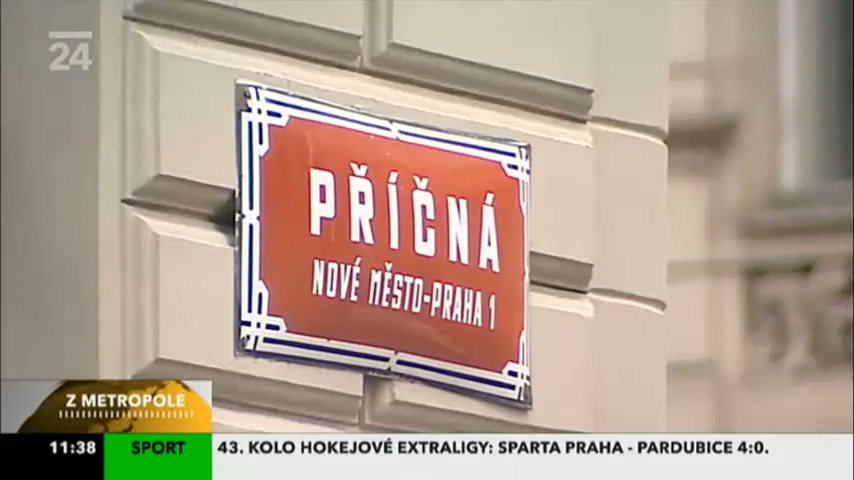 24
PŘÍČNÁ
NOVÉ MĚSTO-PRAHA 1
Z METROPOLE
11:38 SPORT 43. KOLO HOKEJOVÉ EXTRALIGY: SPARTA PRAHA - PARDUBICE 4:0.